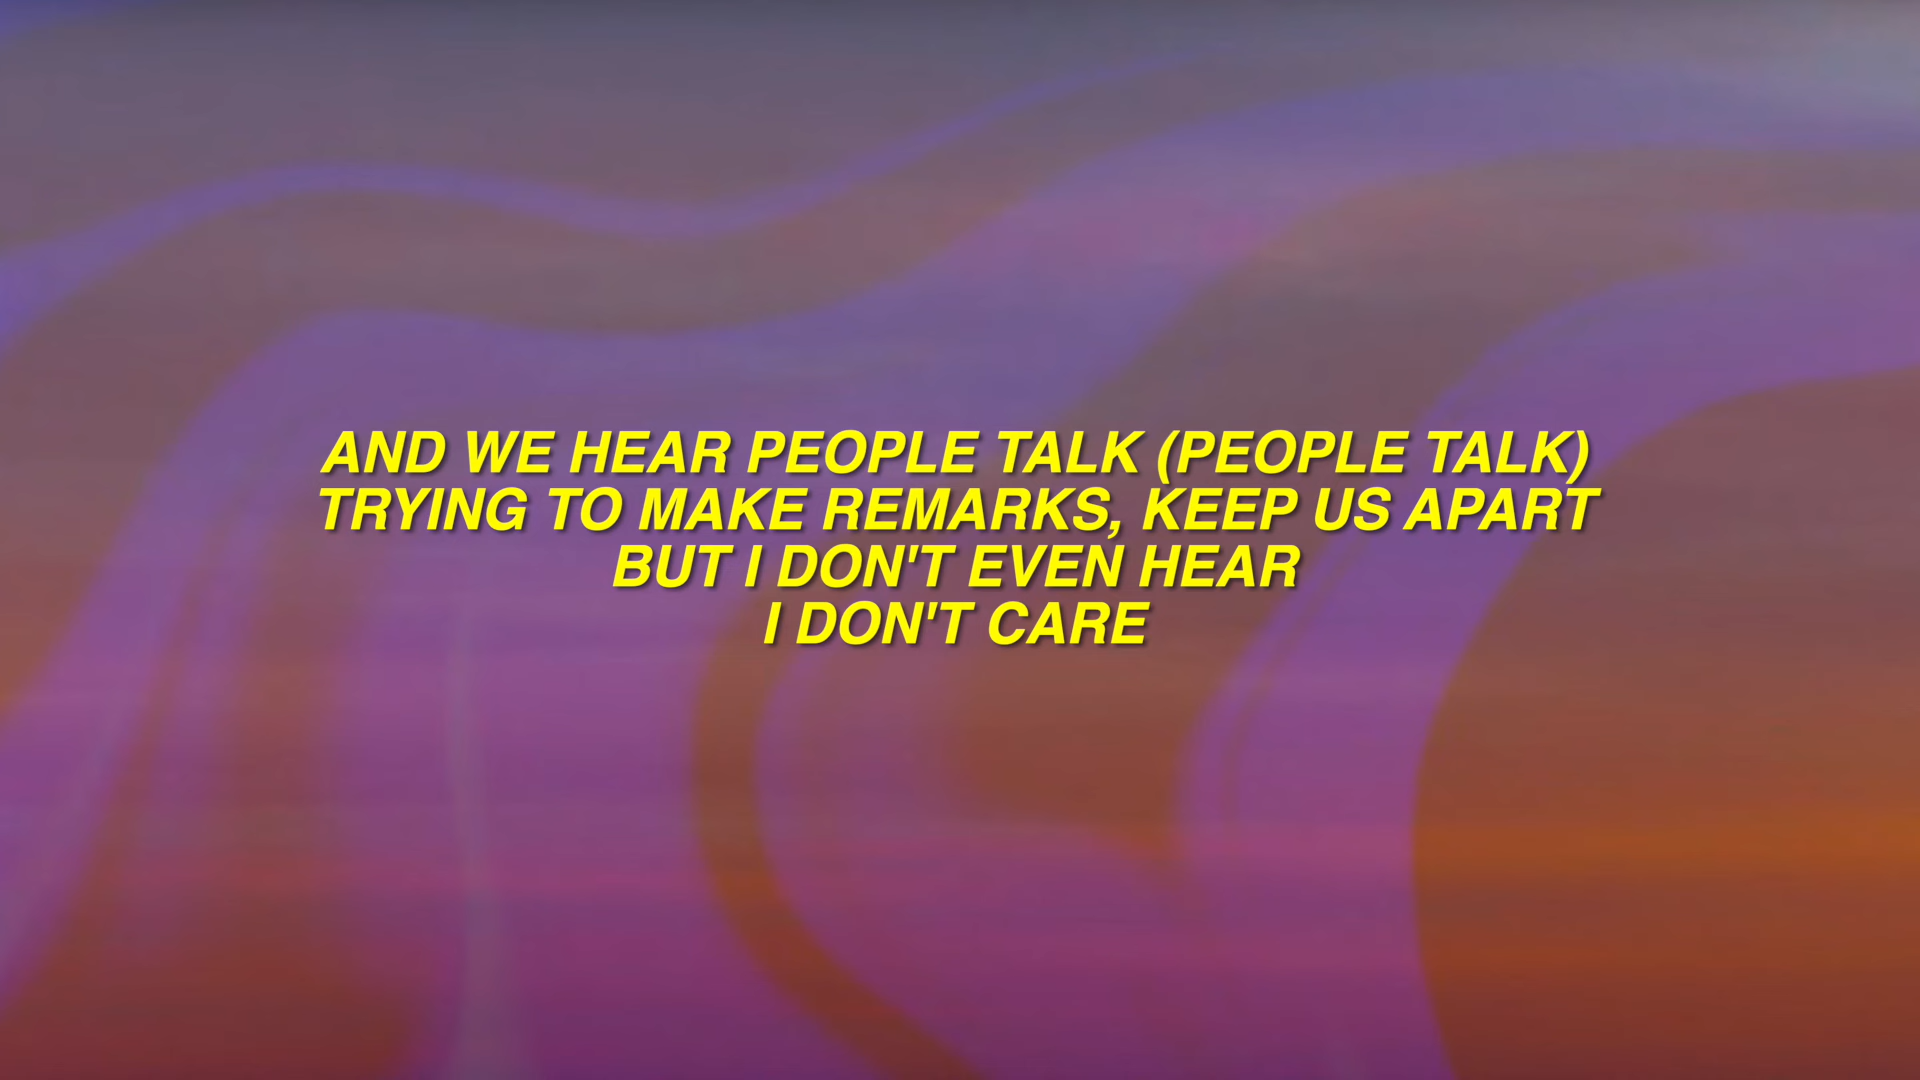 AND WE HEAR PEOPLE TALK (PEOPLE TALK)
TRYING TO MAKE REMARKS, KEEP US APART
BUT I DON'T EVEN HEAR
I DON'T CARE